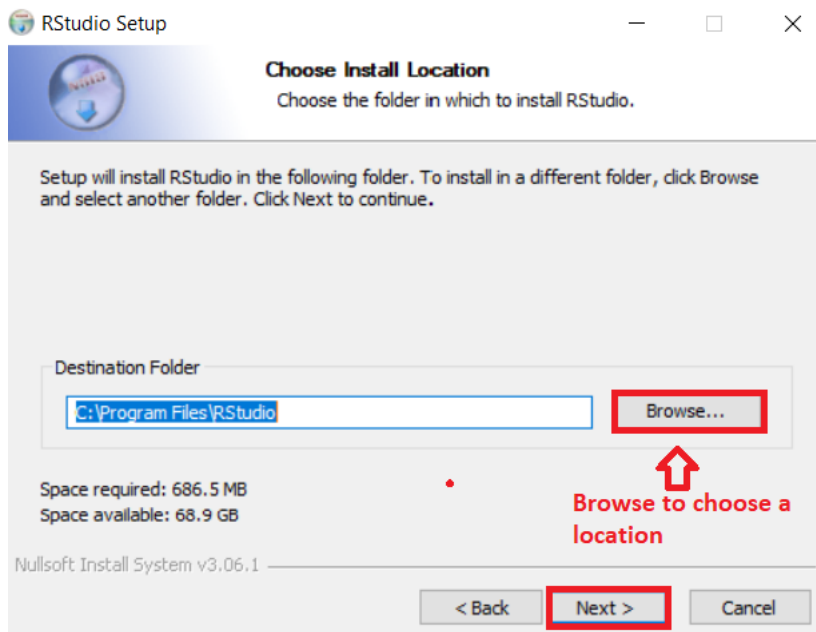 RStudio Setup
Choose Install Location
Choose the folder in which to install RStudio.
Setup will install RStudio in the following folder. To install in a different folder, click Browse
and select another folder. Click Next to continue.
Destination Folder
C:\Program Files\RStudio
Browse...
Space required: 686.5 MB
Space available: 68.9 GB
Browse to choose a
location
Nullsoft Install System v3.06.1
< Back
Next >
Cancel